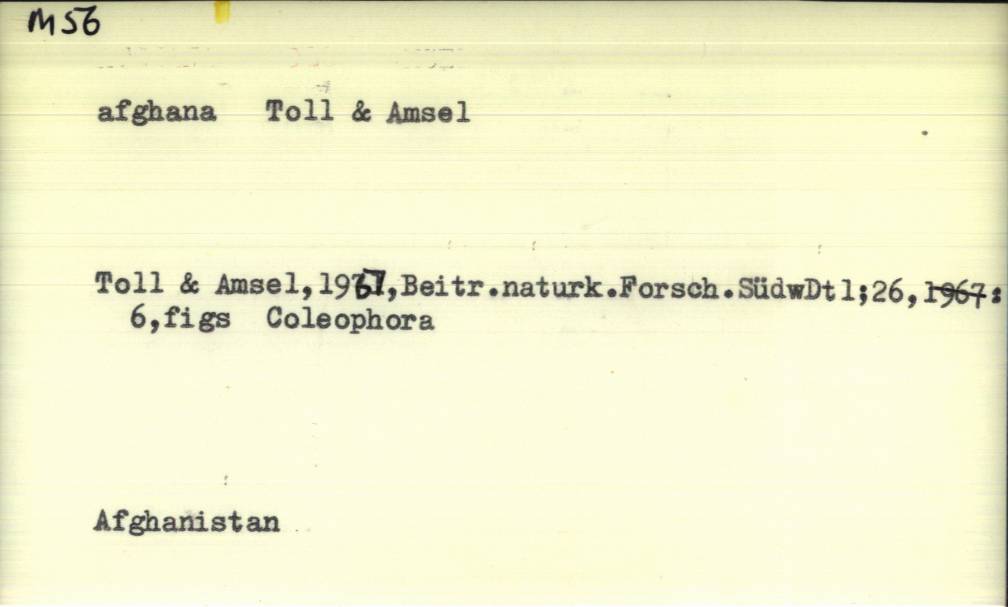 M56
afghana Toll & Amsel
Toll & Amsel,1967,Beitr.naturk.Forsch.SüdwDtl;26,1967:
6,figs Coleophora
Afghanistan